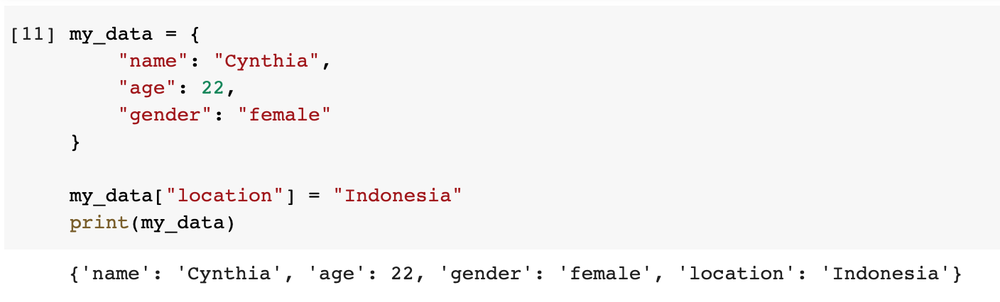 [11] my_data = {
"name": "Cynthia",
"age": 22,
"gender": "female"
}
my_data["location"] = "Indonesia"
print(my_data)
{'name': 'Cynthia', 'age': 22, 'gender': 'female', 'location': 'Indonesia'}